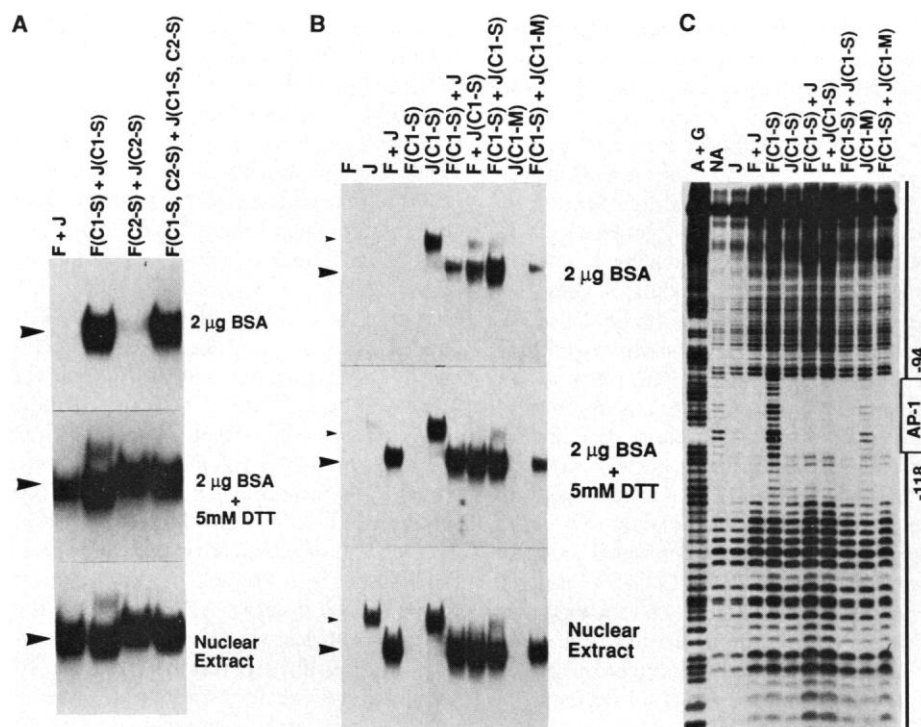 A
F + J
F(C1-S) + J(C1-S)
F(C2-S) + J(C2-S)
F(C1-S, C2-S) + J(C1-S, C2-S)
2 µg BSA
2 µg BSA
+
5mM DTT
Nuclear
Extract
B
F
J
F + J
F(C1-S)
J(C1-S)
F(C1-S) + J
F + J(C1-S)
F(C1-S) + J(C1-S)
J(C1-M)
F(C1-S) + J(C1-M)
2 µg BSA
2 µg BSA
+
5mM DTT
Nuclear
Extract
C
A + G
NA
J
F + J
F(C1-S)
J(C1-S)
F(C1-S) + J
F + J(C1-S)
F(C1-S) + J(C1-S)
J(C1-M)
F(C1-S) + J(C1-M)
-94
AP-1
-118